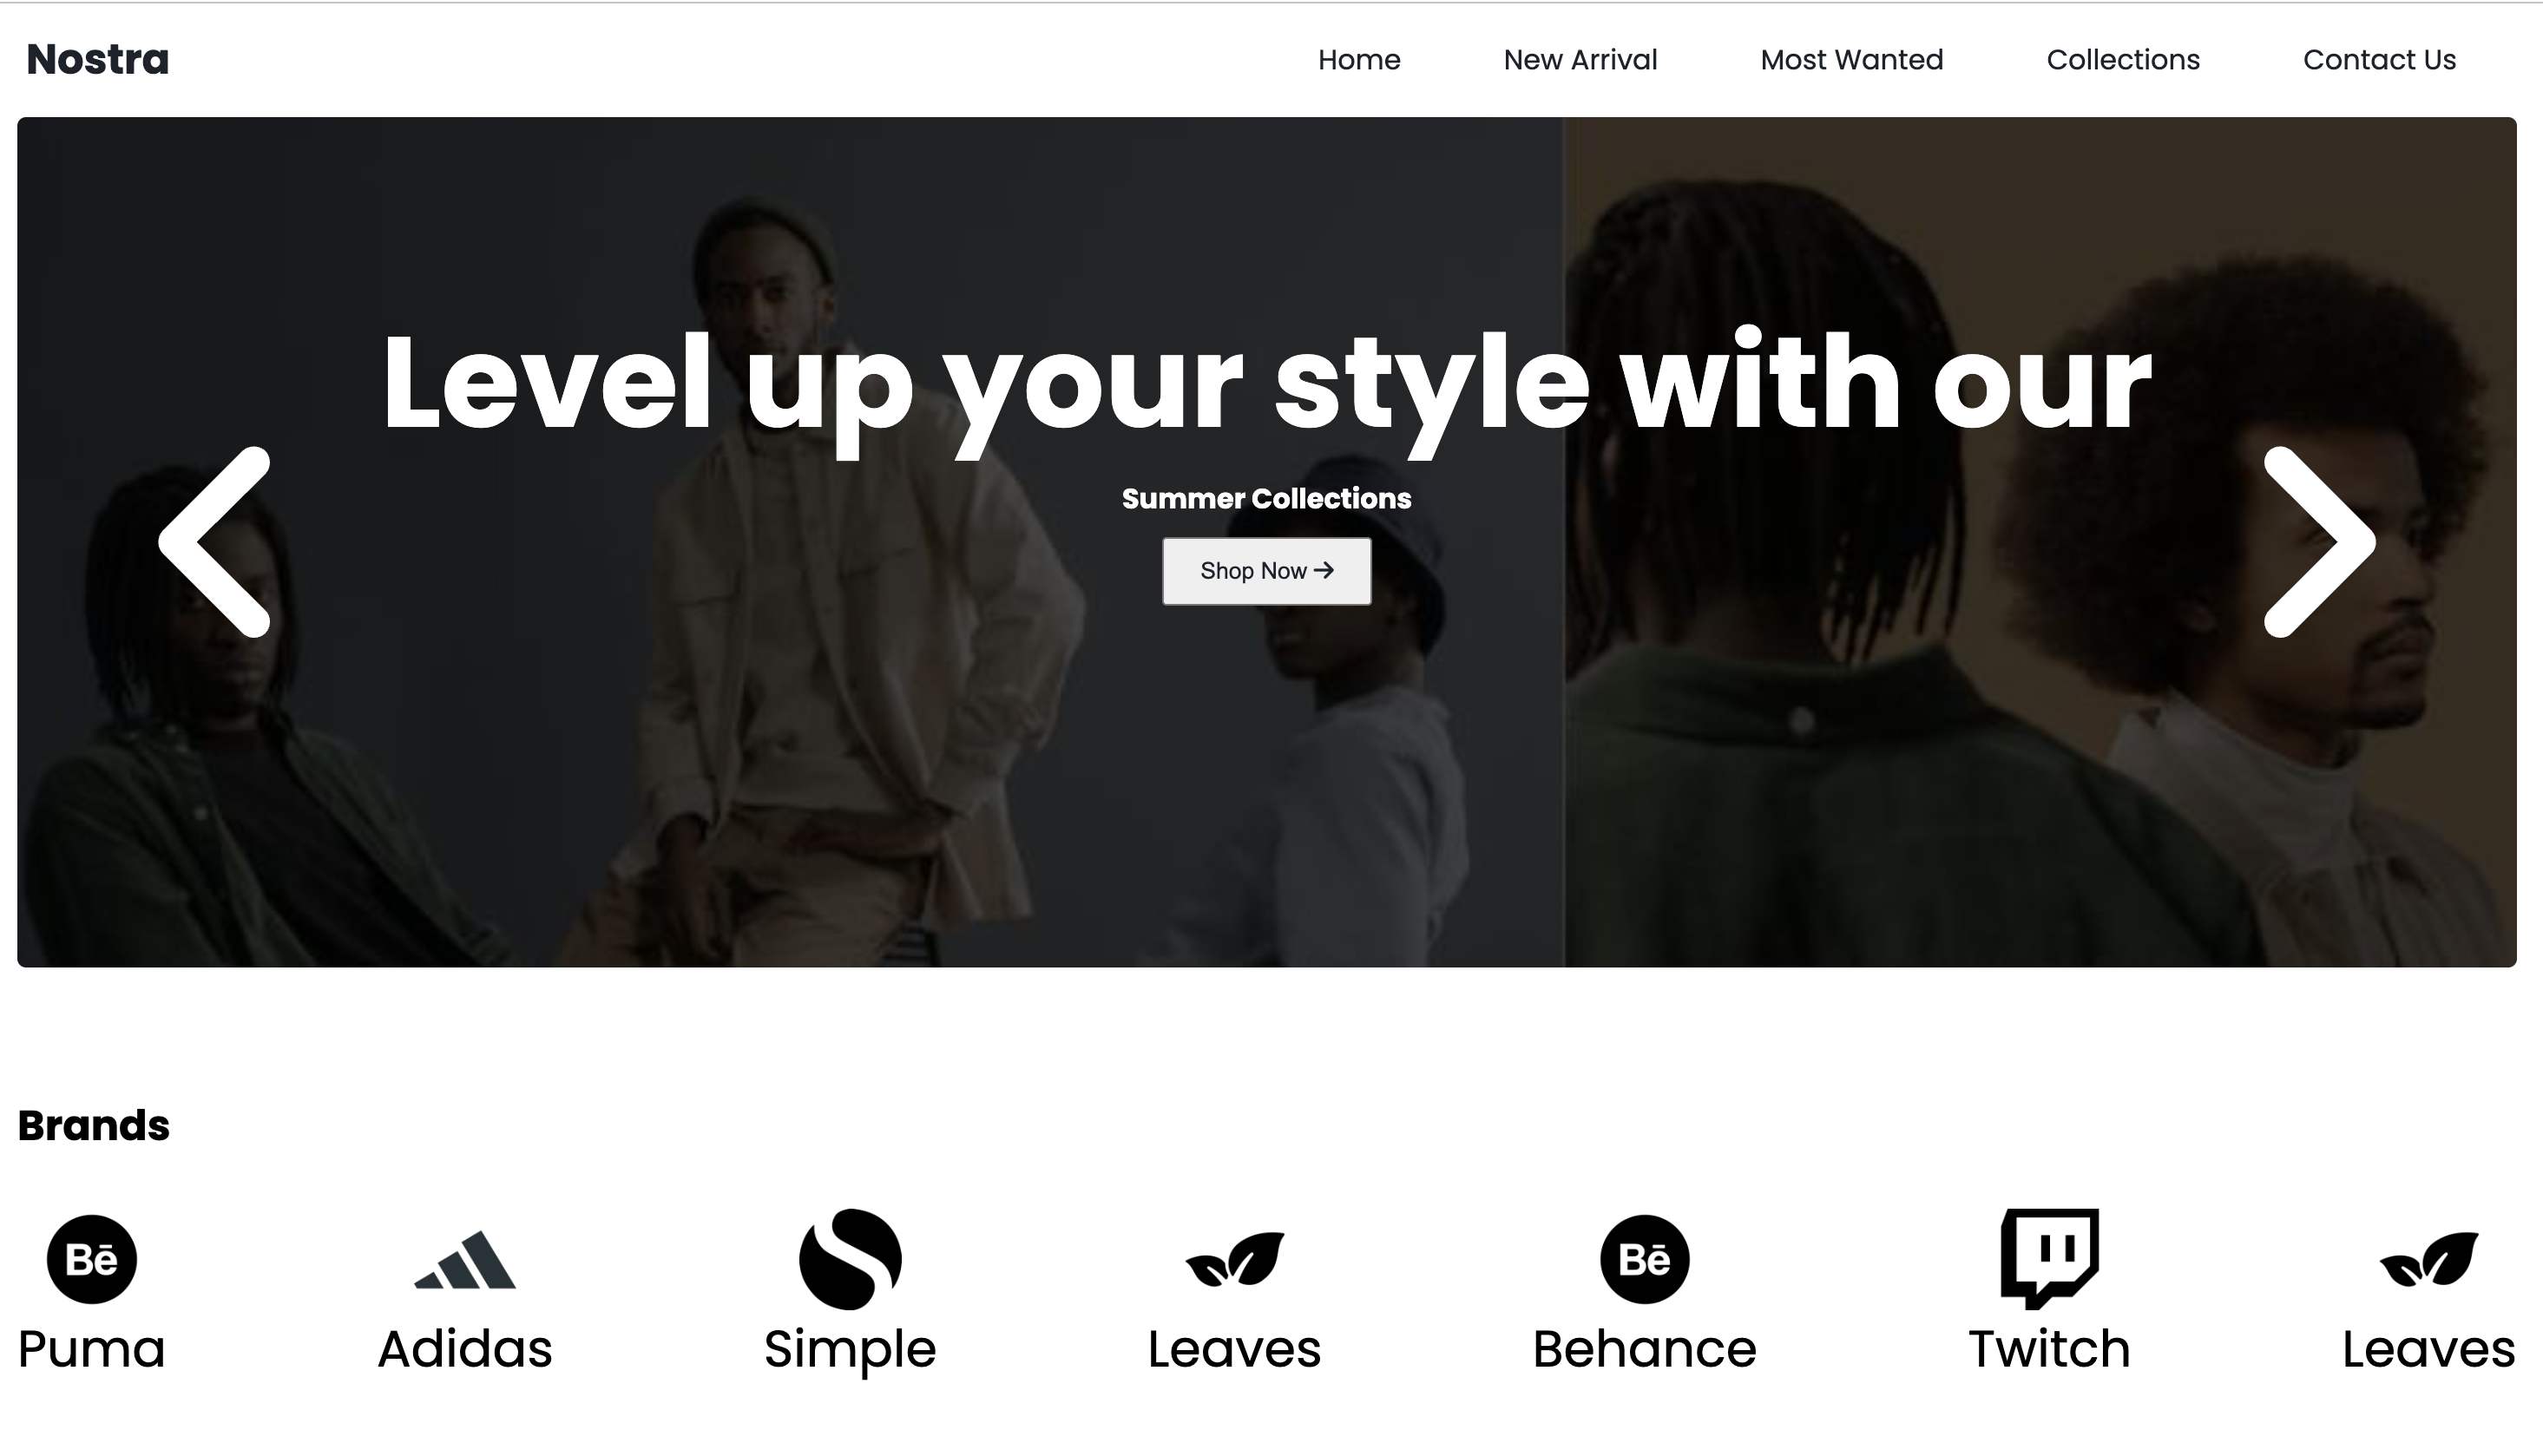 Nostra
Home New Arrival Most Wanted Collections Contact Us
Level up your style with our
Summer Collections
Shop Now →
Brands
Bē Bē
Puma Adidas Simple Leaves Behance Twitch Leaves